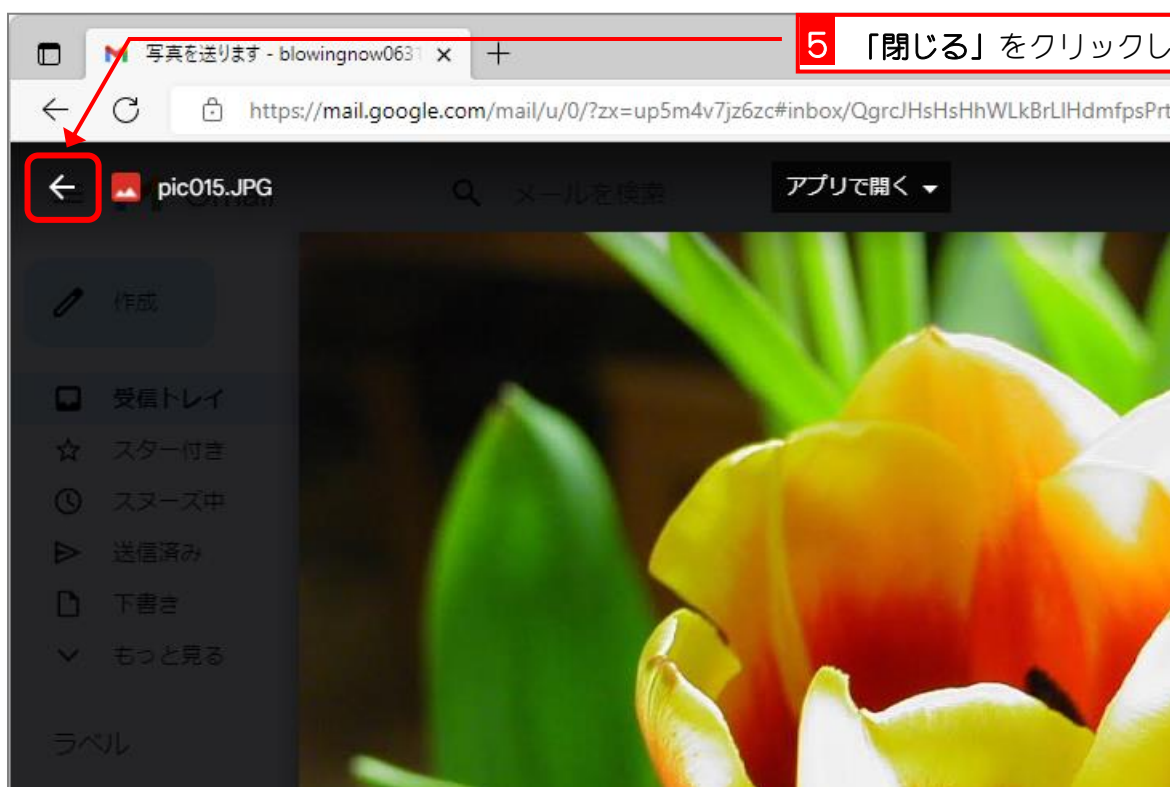 写真を送ります - blowingnow0631
5 「閉じる」をクリックし
https://mail.google.com/mail/u/0/?zx=up5m4v7jz6zc#inbox/QgrcJHsHsHhWLkBrLlHdmfpsPrt
pic015.JPG
Gmail
メールを検索
アプリで開く
作成
受信トレイ
スター付き
スヌーズ中
送信済み
下書き
もっと見る
ラベル